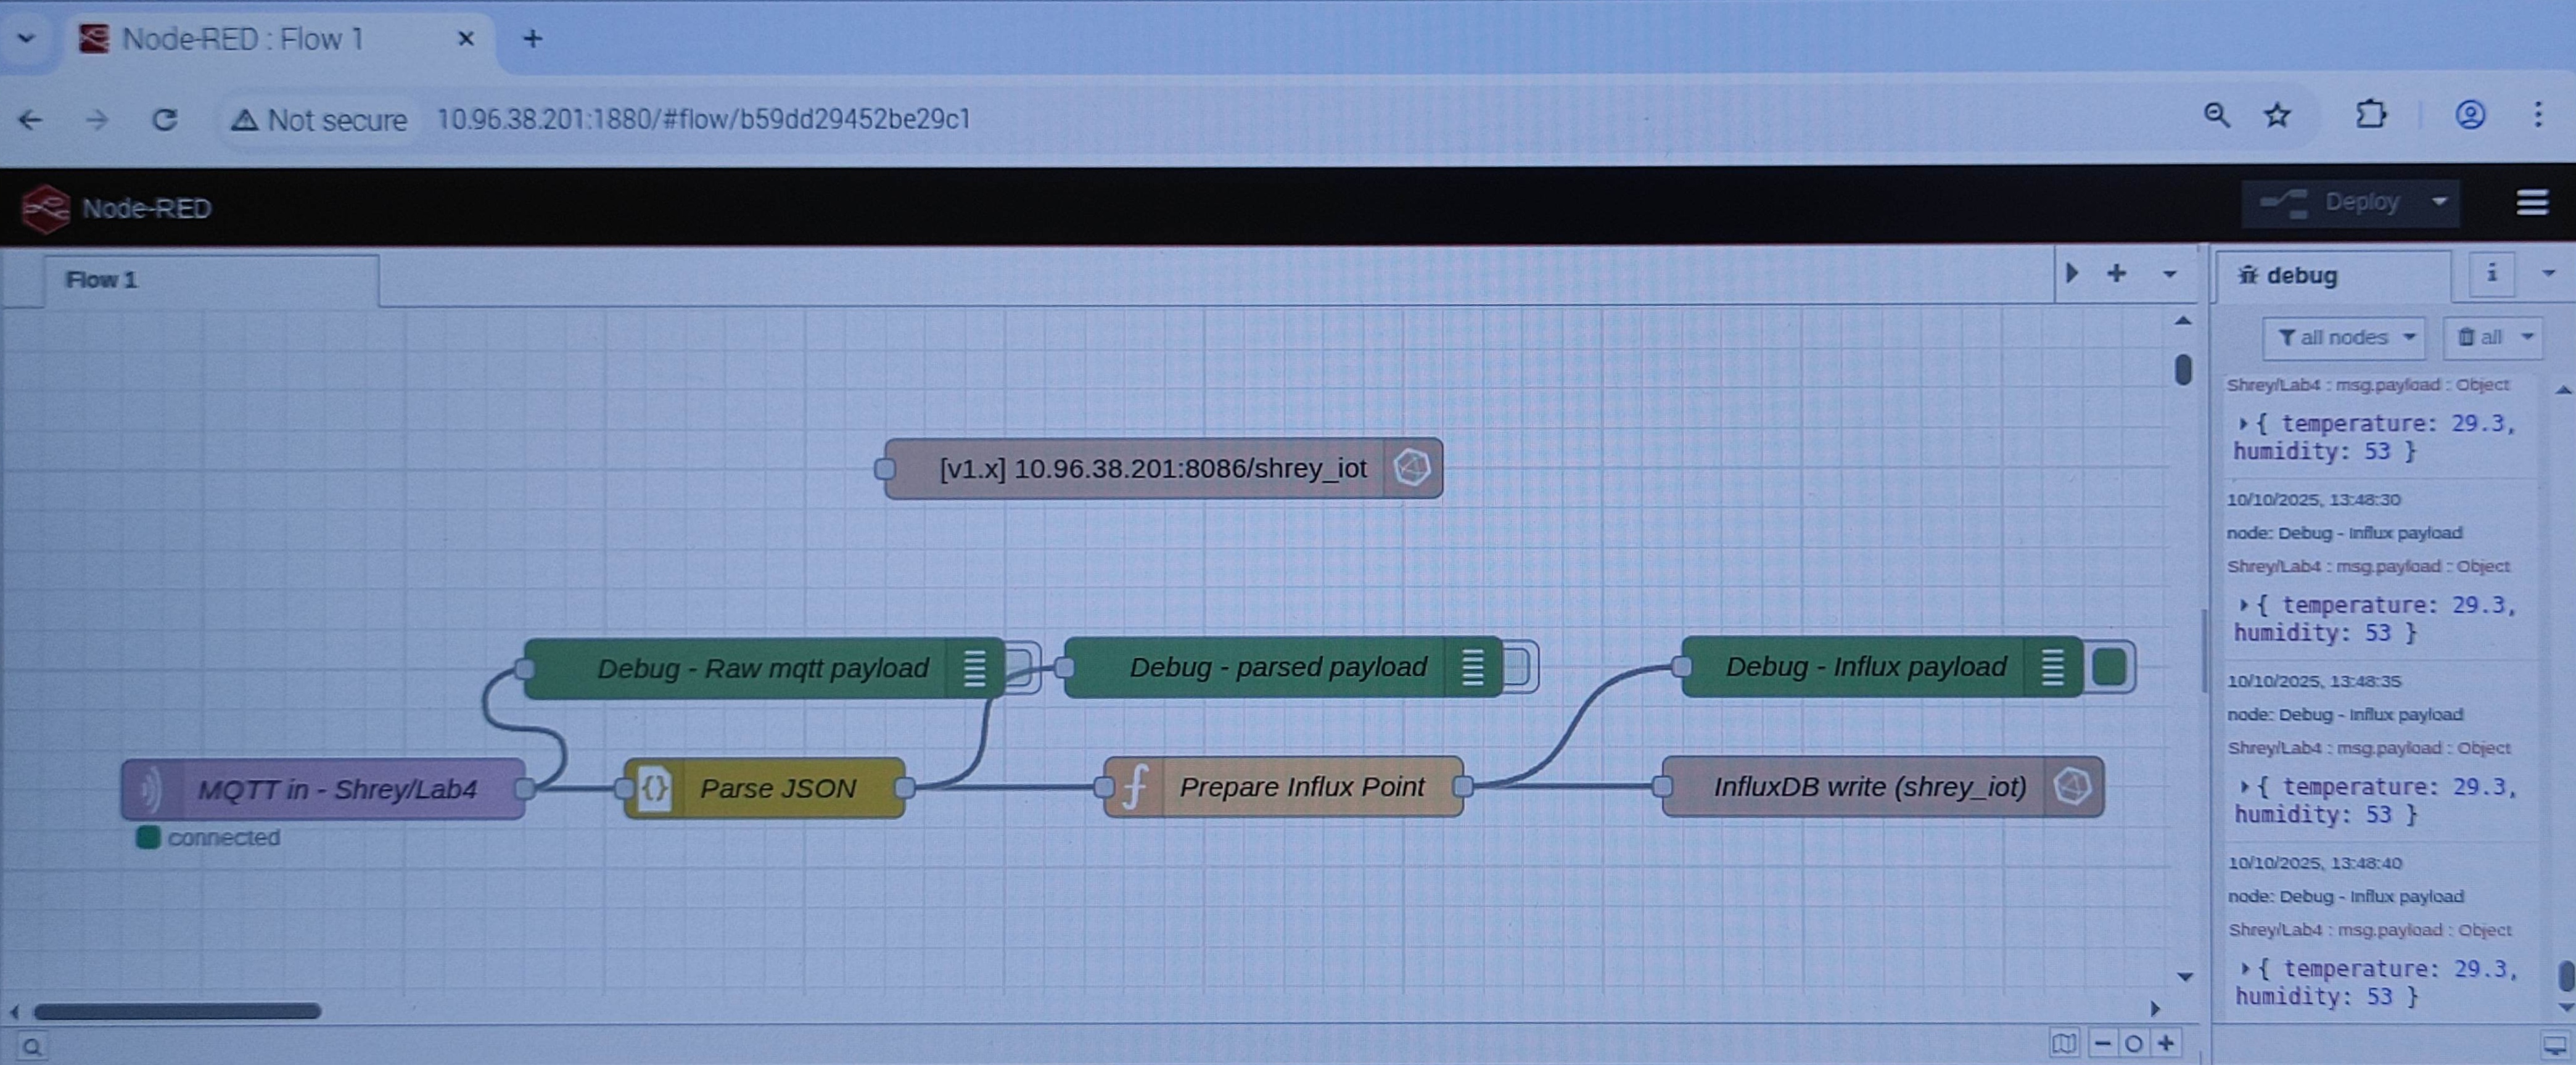 Node-RED : Flow 1
Not secure 10.96.38.201:1880/#flow/b59dd29452be29c1
Node-RED
Deploy
Flow 1
debug
i
all nodes
all
[v1.x] 10.96.38.201:8086/shrey_iot
Debug - Raw mqtt payload
Debug - parsed payload
Debug - Influx payload
MQTT in - Shrey/Lab4
{} Parse JSON
f Prepare Influx Point
InfluxDB write (shrey_iot)
connected
Shrey/Lab4 : msg.payload : Object
{ temperature: 29.3,
humidity: 53 }
10/10/2025, 13:48:30
node: Debug - Influx payload
Shrey/Lab4 : msg.payload : Object
{ temperature: 29.3,
humidity: 53 }
10/10/2025, 13:48:35
node: Debug - Influx payload
Shrey/Lab4 : msg.payload : Object
{ temperature: 29.3,
humidity: 53 }
10/10/2025, 13:48:40
node: Debug - Influx payload
Shrey/Lab4 : msg.payload : Object
{ temperature: 29.3,
humidity: 53 }